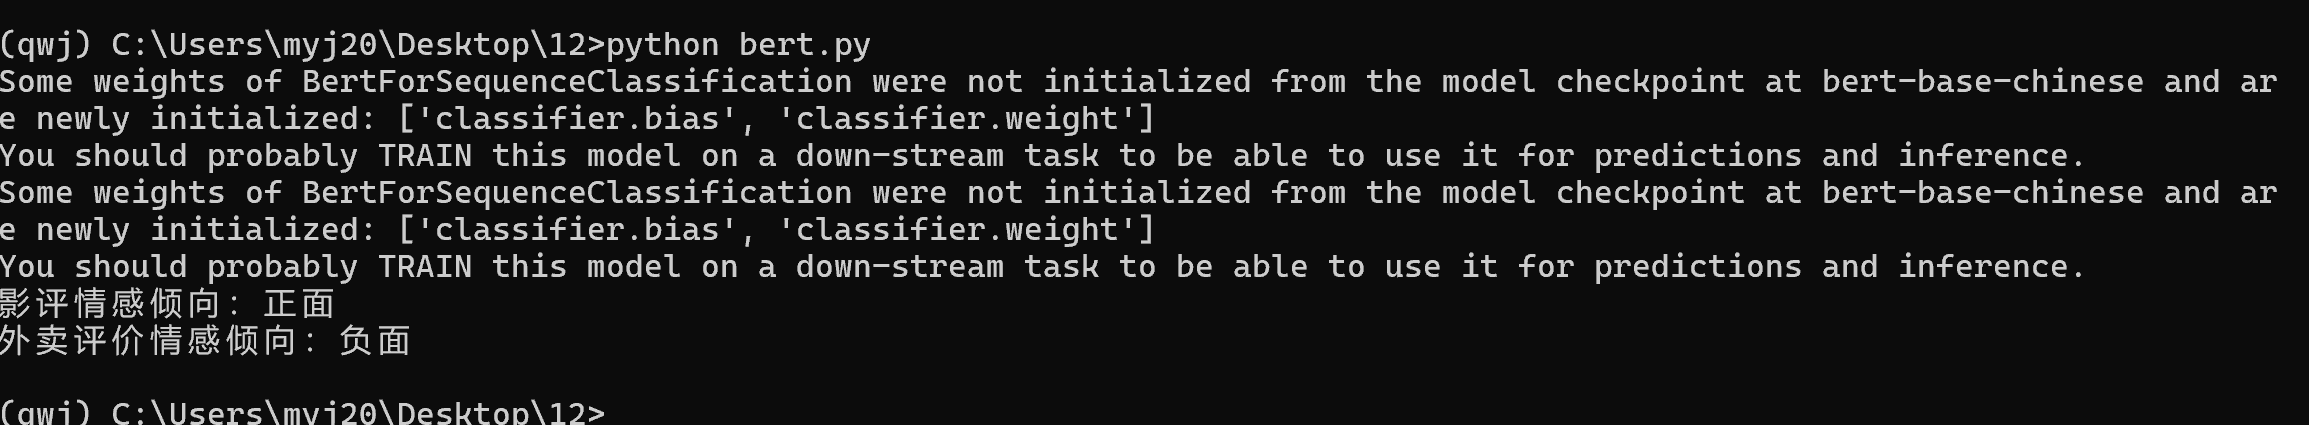 (qwj) C:\Users\myj20\Desktop\12>python bert.py
Some weights of BertForSequenceClassification were not initialized from the model checkpoint at bert-base-chinese and ar
e newly initialized: ['classifier.bias', 'classifier.weight']
You should probably TRAIN this model on a down-stream task to be able to use it for predictions and inference.
Some weights of BertForSequenceClassification were not initialized from the model checkpoint at bert-base-chinese and ar
e newly initialized: ['classifier.bias', 'classifier.weight']
You should probably TRAIN this model on a down-stream task to be able to use it for predictions and inference.
影评情感倾向：正面
外卖评价情感倾向：负面
(qwj) C:\Users\myj20\Desktop\12>